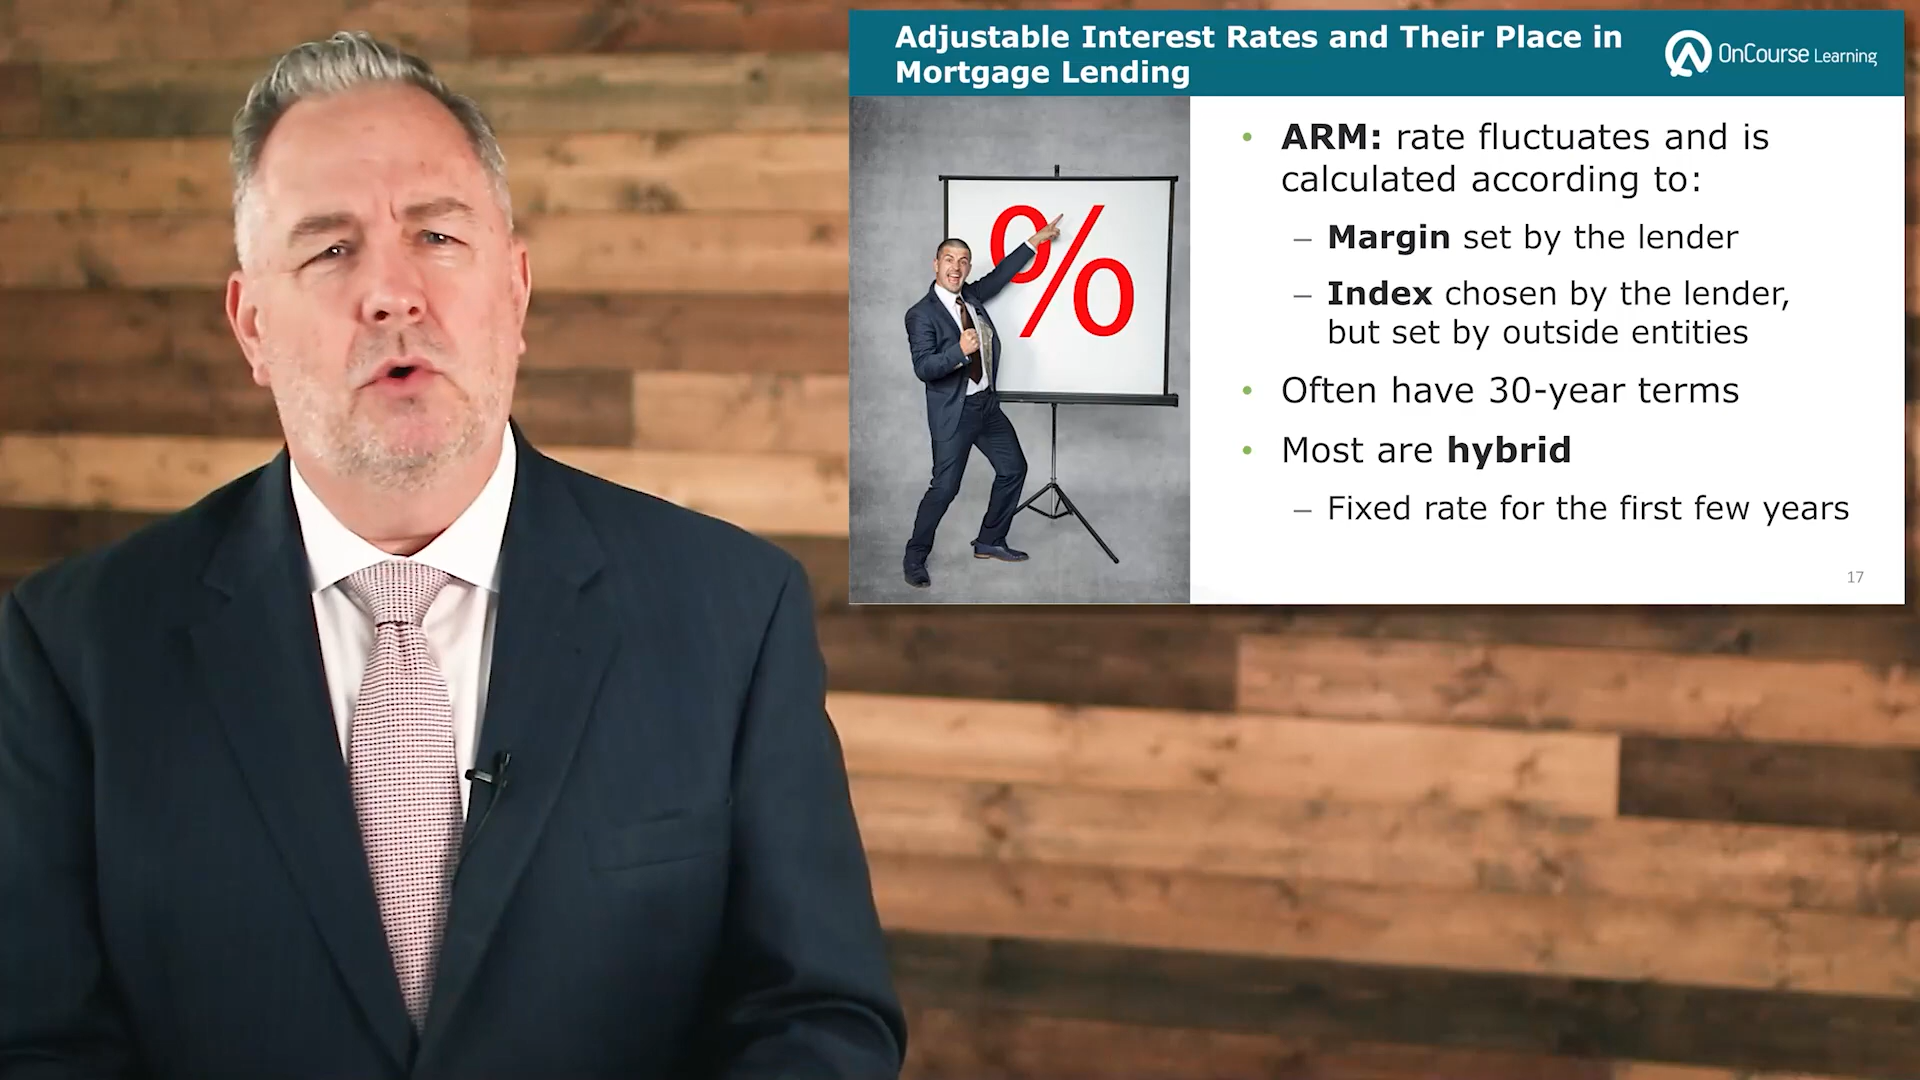 Adjustable Interest Rates and Their Place in
Mortgage Lending
OnCourse Learning
%
• ARM: rate fluctuates and is
calculated according to:
– Margin set by the lender
– Index chosen by the lender,
but set by outside entities
• Often have 30-year terms
• Most are hybrid
– Fixed rate for the first few years
17